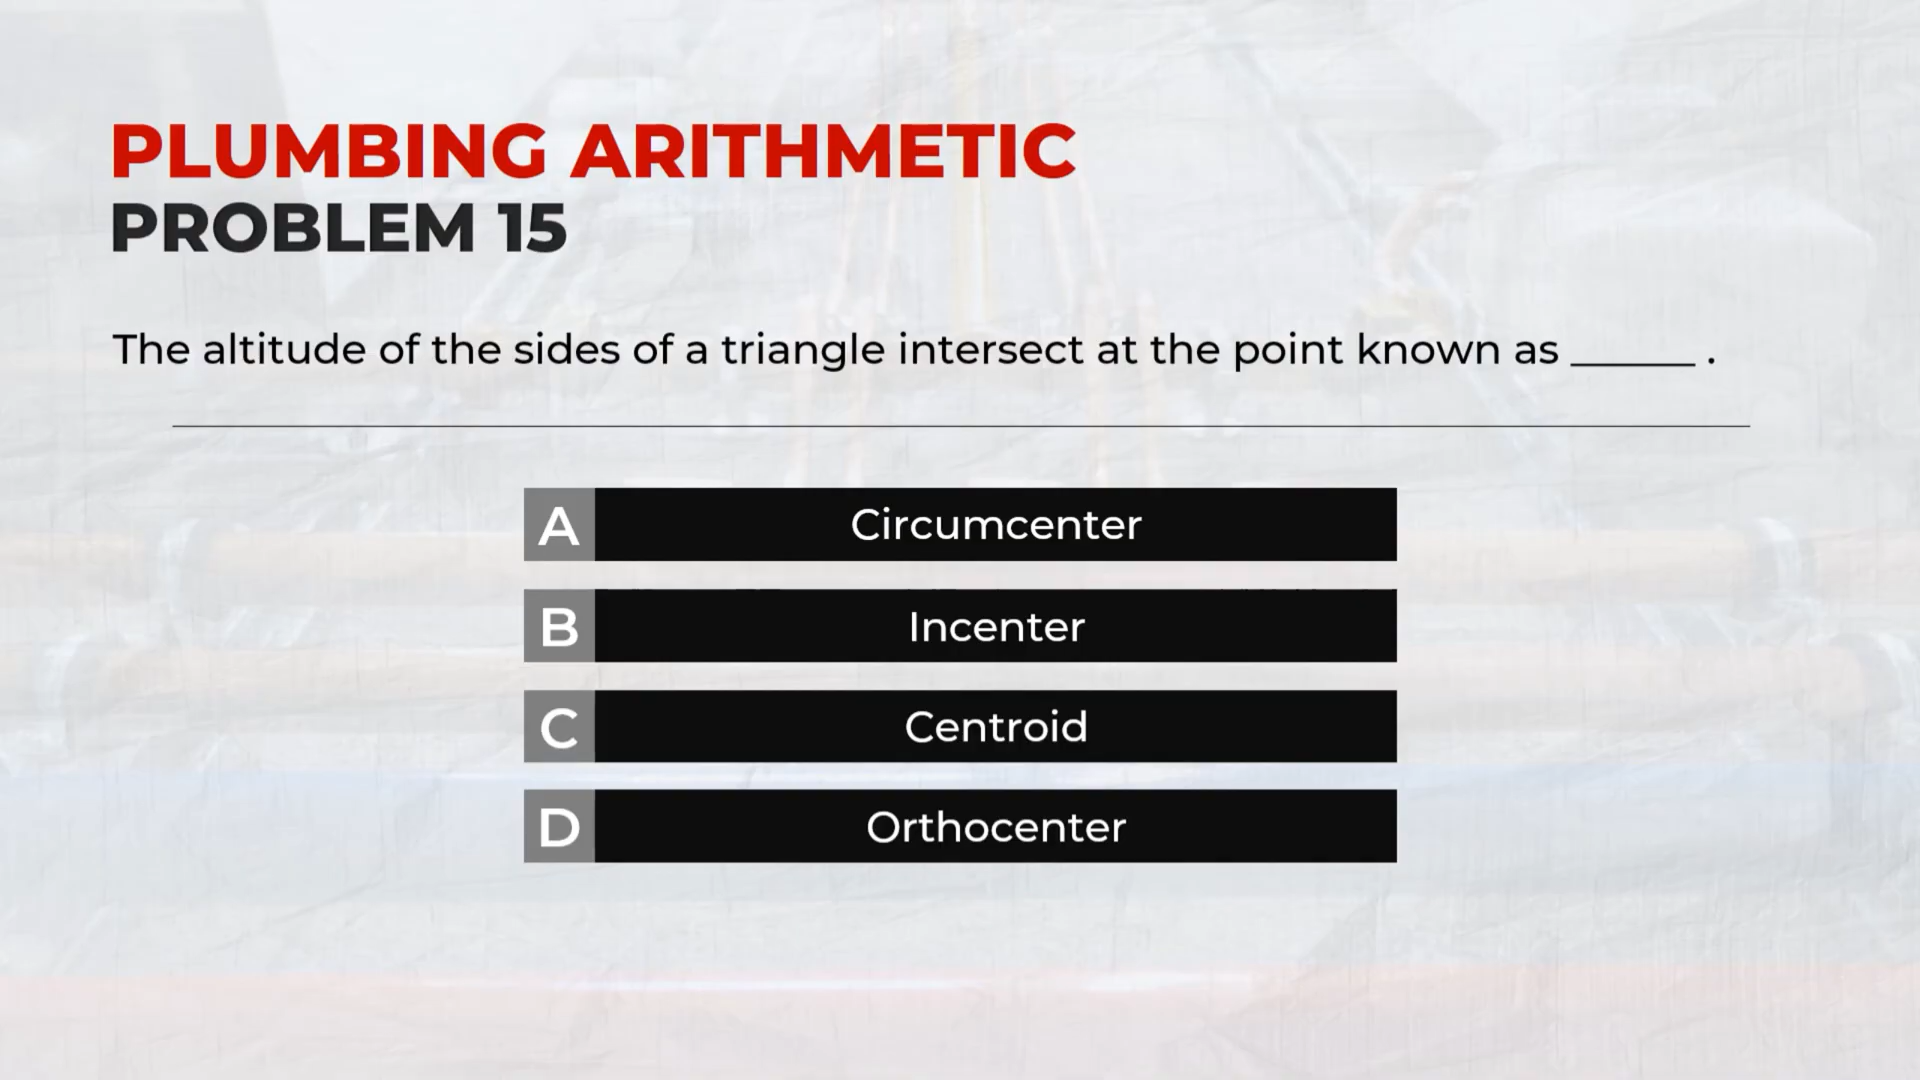 PLUMBING ARITHMETIC
PROBLEM 15
The altitude of the sides of a triangle intersect at the point known as ______ .
A Circumcenter
B Incenter
C Centroid
D Orthocenter